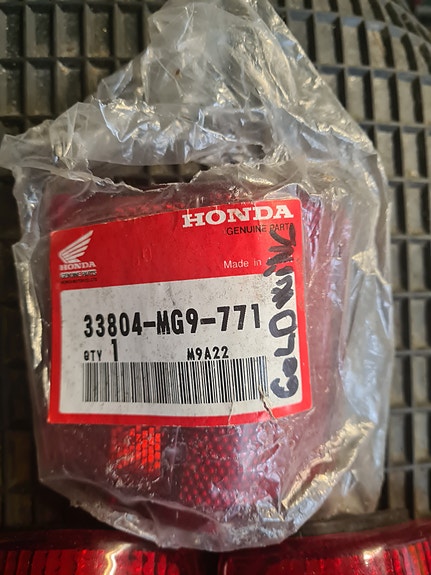 HONDA
GENUINE PARTS
HONDA
Made in
33804-MG9-771
QTY 1 M9A22
GOLDWING